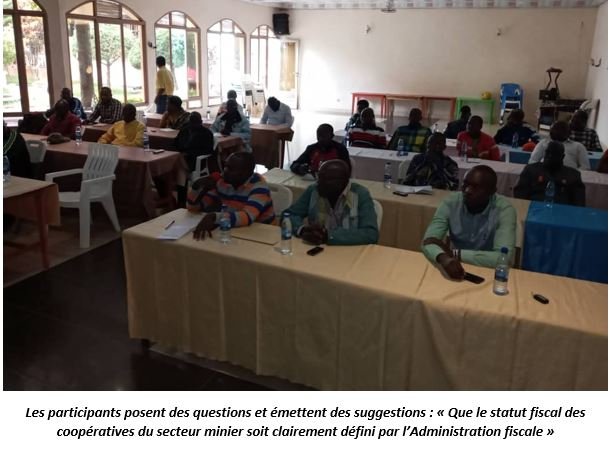 Les participants posent des questions et émettent des suggestions : « Que le statut fiscal des
coopératives du secteur minier soit clairement défini par l’Administration fiscale »